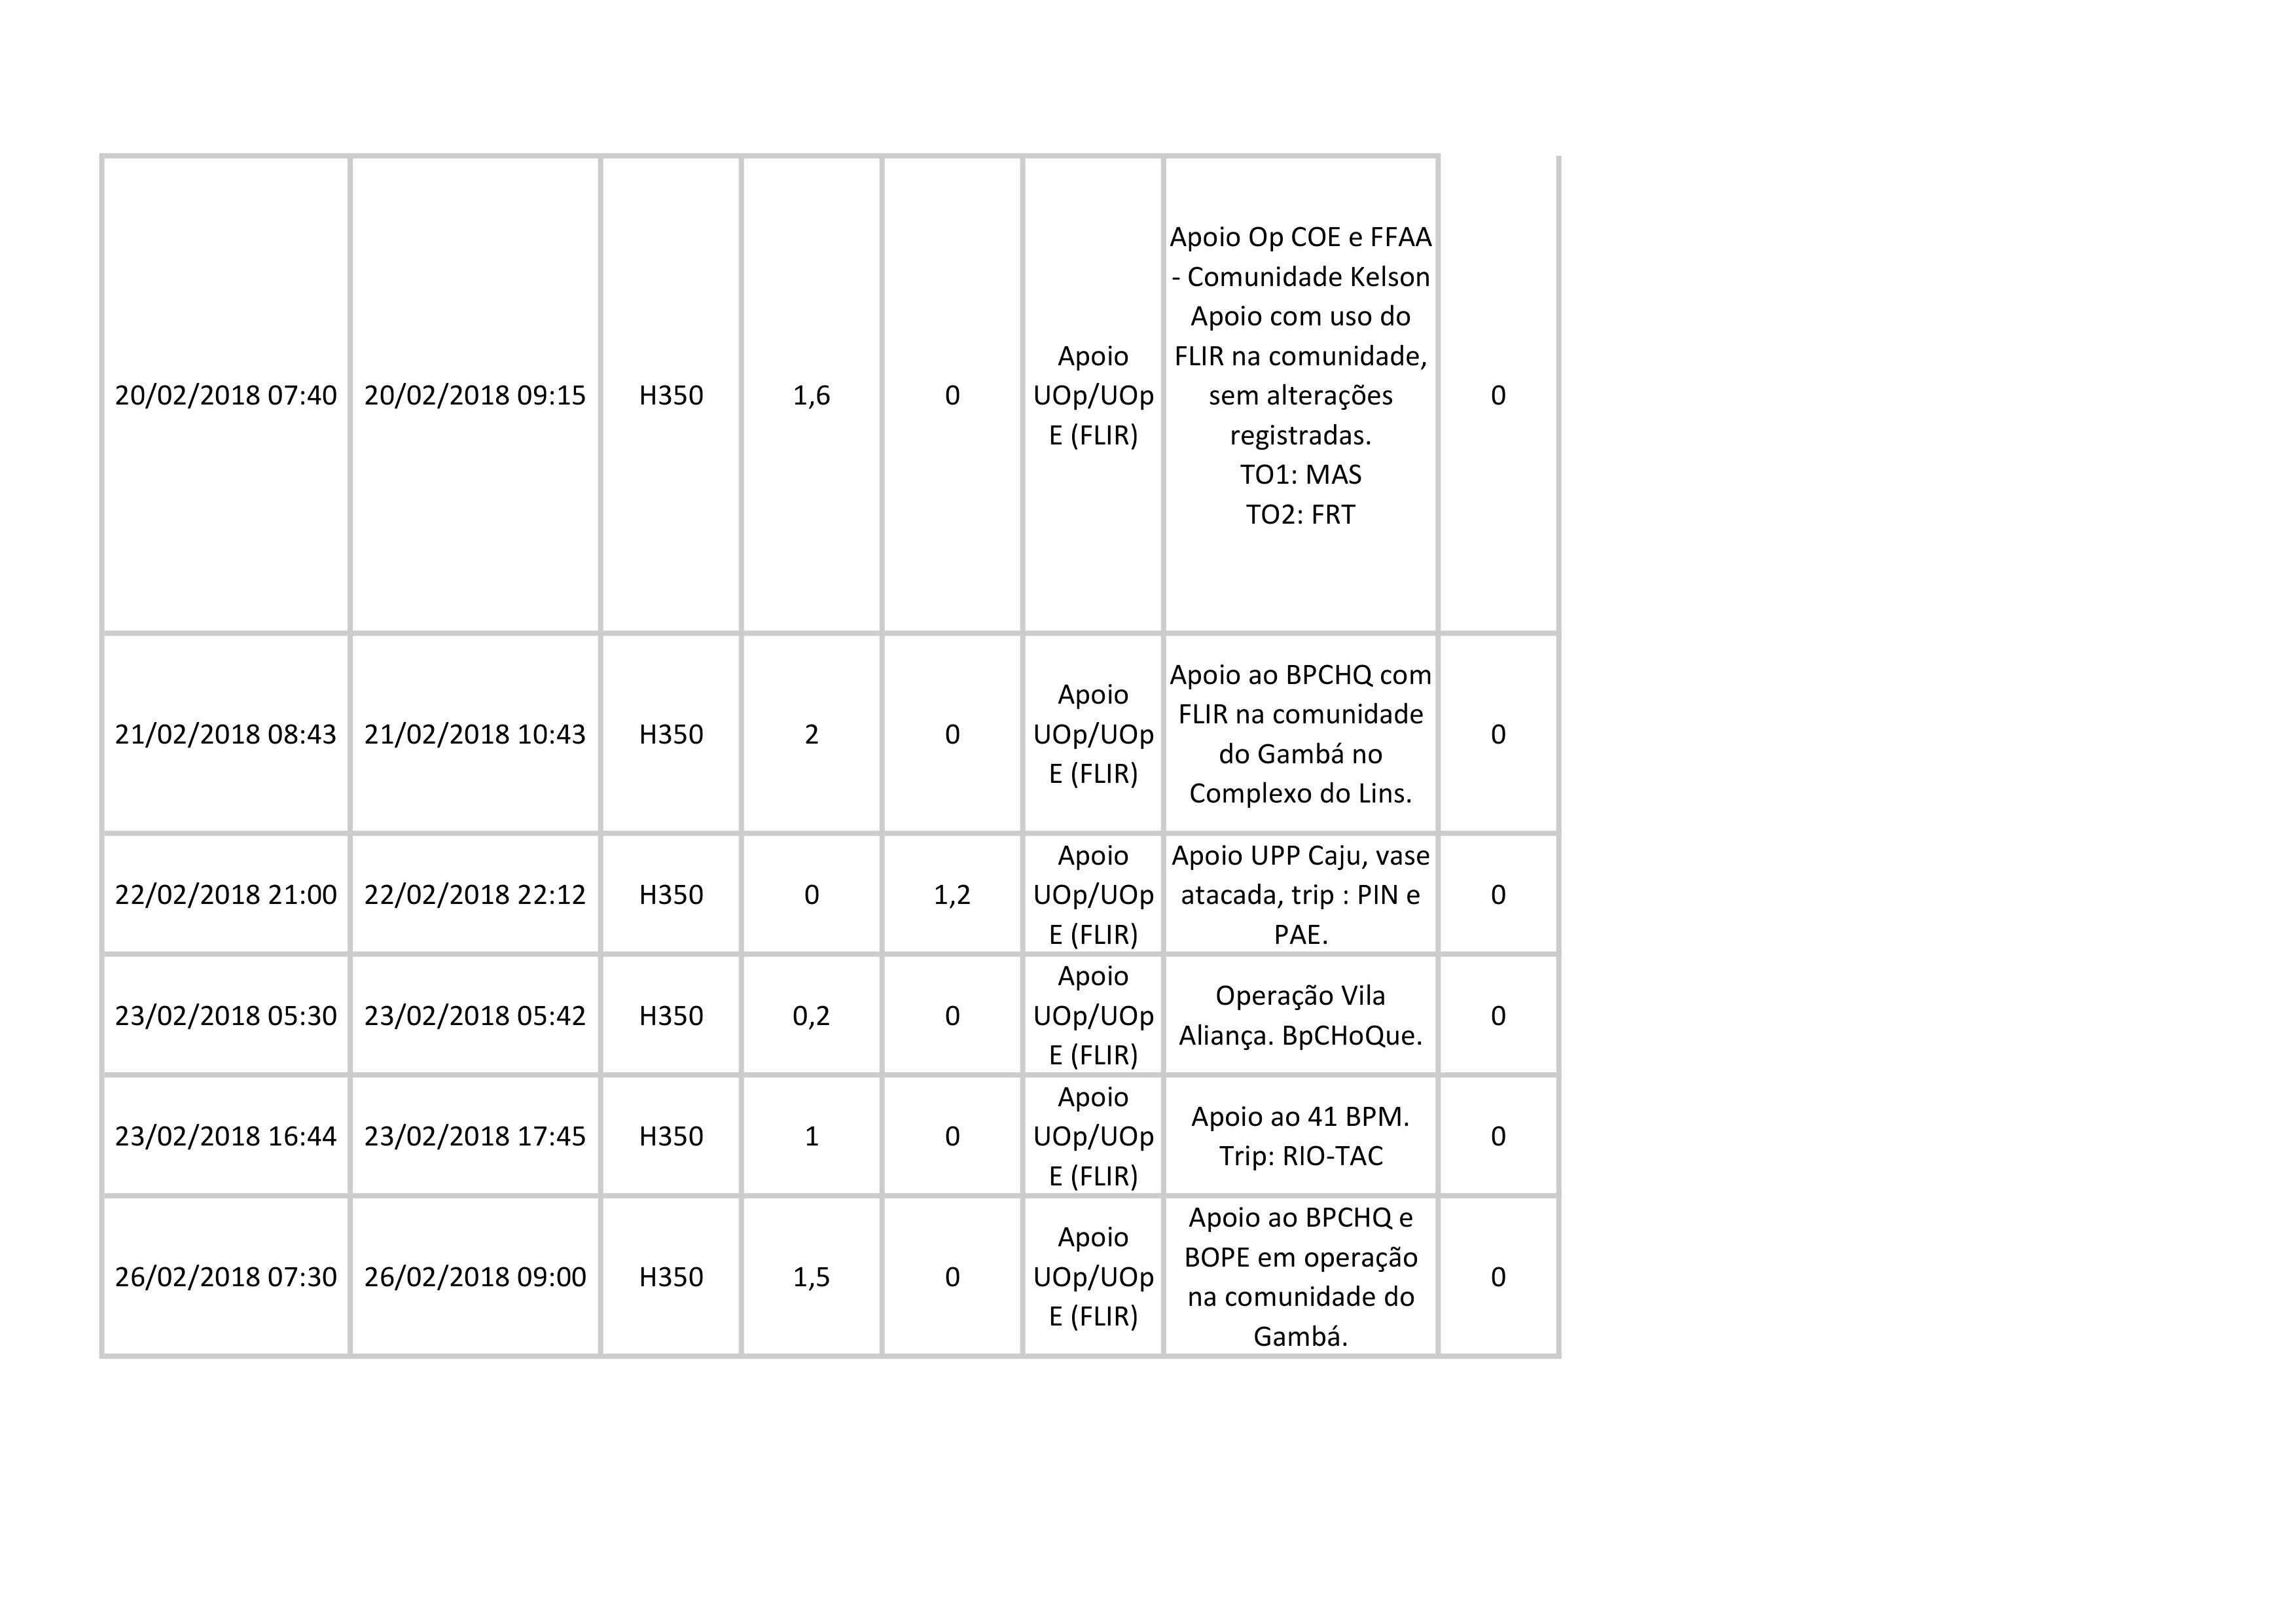 20/02/2018 07:40 20/02/2018 09:15 H350 1,6 0
Apoio
UOp/UOp
E (FLIR)
Apoio Op COE e FFAA
- Comunidade Kelson
Apoio com uso do
FLIR na comunidade,
sem alterações
registradas.
TO1: MAS
TO2: FRT
0
21/02/2018 08:43 21/02/2018 10:43 H350 2 0
Apoio
UOp/UOp
E (FLIR)
Apoio ao BPCHQ com
FLIR na comunidade
do Gambá no
Complexo do Lins.
0
22/02/2018 21:00 22/02/2018 22:12 H350 0 1,2
Apoio
UOp/UOp
E (FLIR)
Apoio UPP Caju, vase
atacada, trip : PIN e
PAE.
0
23/02/2018 05:30 23/02/2018 05:42 H350 0,2 0
Apoio
UOp/UOp
E (FLIR)
Operação Vila
Aliança. BpCHoQue.
0
23/02/2018 16:44 23/02/2018 17:45 H350 1 0
Apoio
UOp/UOp
E (FLIR)
Apoio ao 41 BPM.
Trip: RIO-TAC
0
26/02/2018 07:30 26/02/2018 09:00 H350 1,5 0
Apoio
UOp/UOp
E (FLIR)
Apoio ao BPCHQ e
BOPE em operação
na comunidade do
Gambá.
0